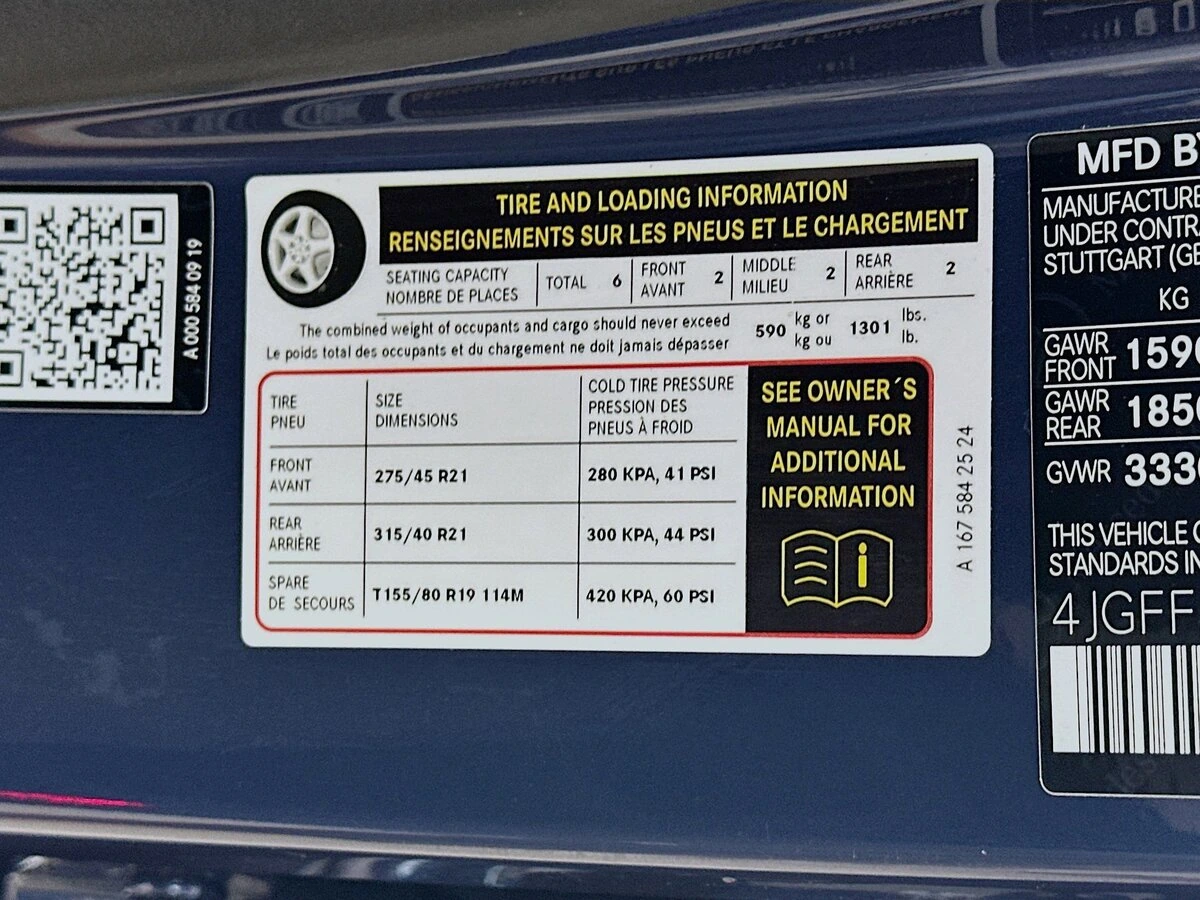 A 000 584 09 19
TIRE AND LOADING INFORMATION
RENSEIGNEMENTS SUR LES PNEUS ET LE CHARGEMENT
SEATING CAPACITY
NOMBRE DE PLACES
TOTAL 6
FRONT
AVANT 2
MIDDLE
MILIEU 2
REAR
ARRIÈRE 2
The combined weight of occupants and cargo should never exceed
Le poids total des occupants et du chargement ne doit jamais dépasser
590 kg or
kg ou
1301 lbs.
lb.
TIRE
PNEU
SIZE
DIMENSIONS
COLD TIRE PRESSURE
PRESSION DES
PNEUS À FROID
FRONT
AVANT
275/45 R21
280 KPA, 41 PSI
REAR
ARRIÈRE
315/40 R21
300 KPA, 44 PSI
SPARE
DE SECOURS
T155/80 R19 114M
420 KPA, 60 PSI
SEE OWNER´S
MANUAL FOR
ADDITIONAL
INFORMATION
A 167 584 25 24
MFD BY
MANUFACTURE
UNDER CONTRA
STUTTGART (GE
KG
GAWR
FRONT 1590
GAWR
REAR 1850
GVWR 333
THIS VEHICLE
STANDARDS IN
4JGFF